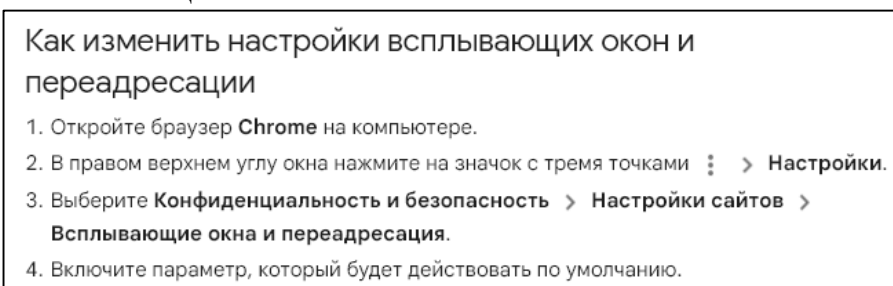 Как изменить настройки всплывающих окон и
переадресации
1. Откройте браузер Chrome на компьютере.
2. В правом верхнем углу окна нажмите на значок с тремя точками ⋮ > Настройки.
3. Выберите Конфиденциальность и безопасность > Настройки сайтов >
Всплывающие окна и переадресация.
4. Включите параметр, который будет действовать по умолчанию.